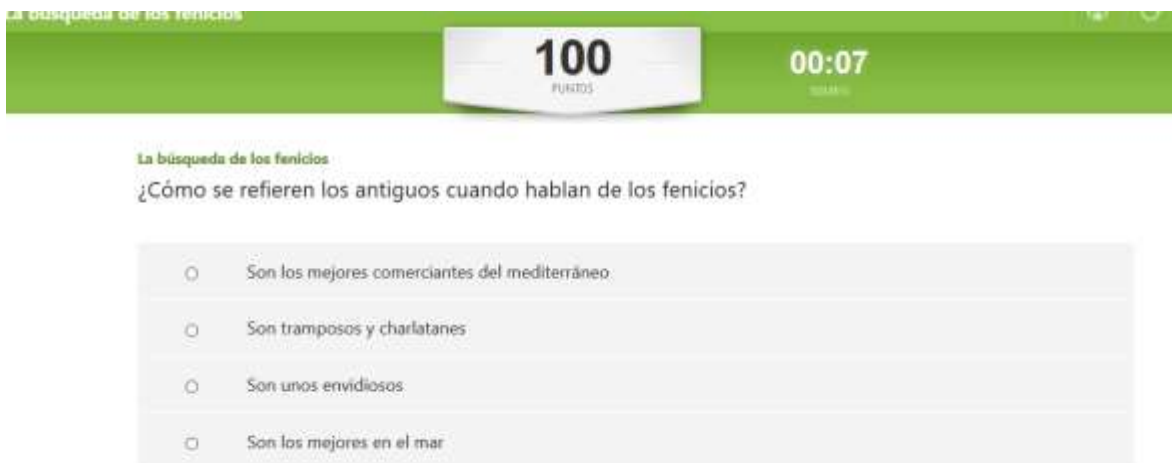 La búsqueda de los fenicios
100
PUNTOS
00:07
La búsqueda de los fenicios
¿Cómo se refieren los antiguos cuando hablan de los fenicios?
Son los mejores comerciantes del mediterráneo
Son tramposos y charlatanes
Son unos envidiosos
Son los mejores en el mar